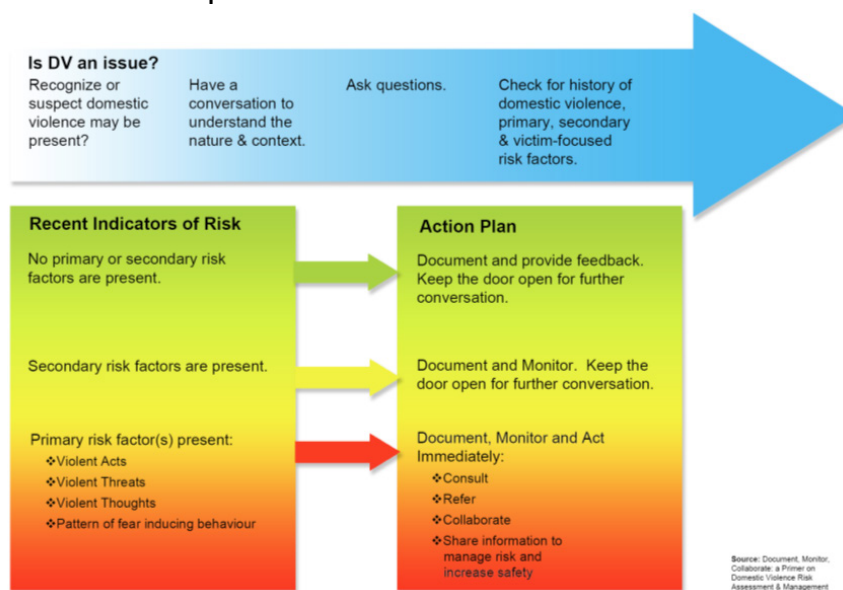 Is DV an issue?
Recognize or
suspect domestic
violence may be
present?
Have a
conversation to
understand the
nature & context.
Ask questions.
Check for history of
domestic violence,
primary, secondary
& victim-focused
risk factors.
Recent Indicators of Risk
No primary or secondary risk
factors are present.
Secondary risk factors are present.
Primary risk factor(s) present:
❖Violent Acts
❖Violent Threats
❖Violent Thoughts
❖Pattern of fear inducing behaviour
Action Plan
Document and provide feedback.
Keep the door open for further
conversation.
Document and Monitor. Keep the
door open for further conversation.
Document, Monitor and Act
Immediately:
❖Consult
❖Refer
❖Collaborate
❖Share information to
manage risk and
increase safety
Source: Document, Monitor,
Collaborate: a Primer on
Domestic Violence Risk
Assessment & Management